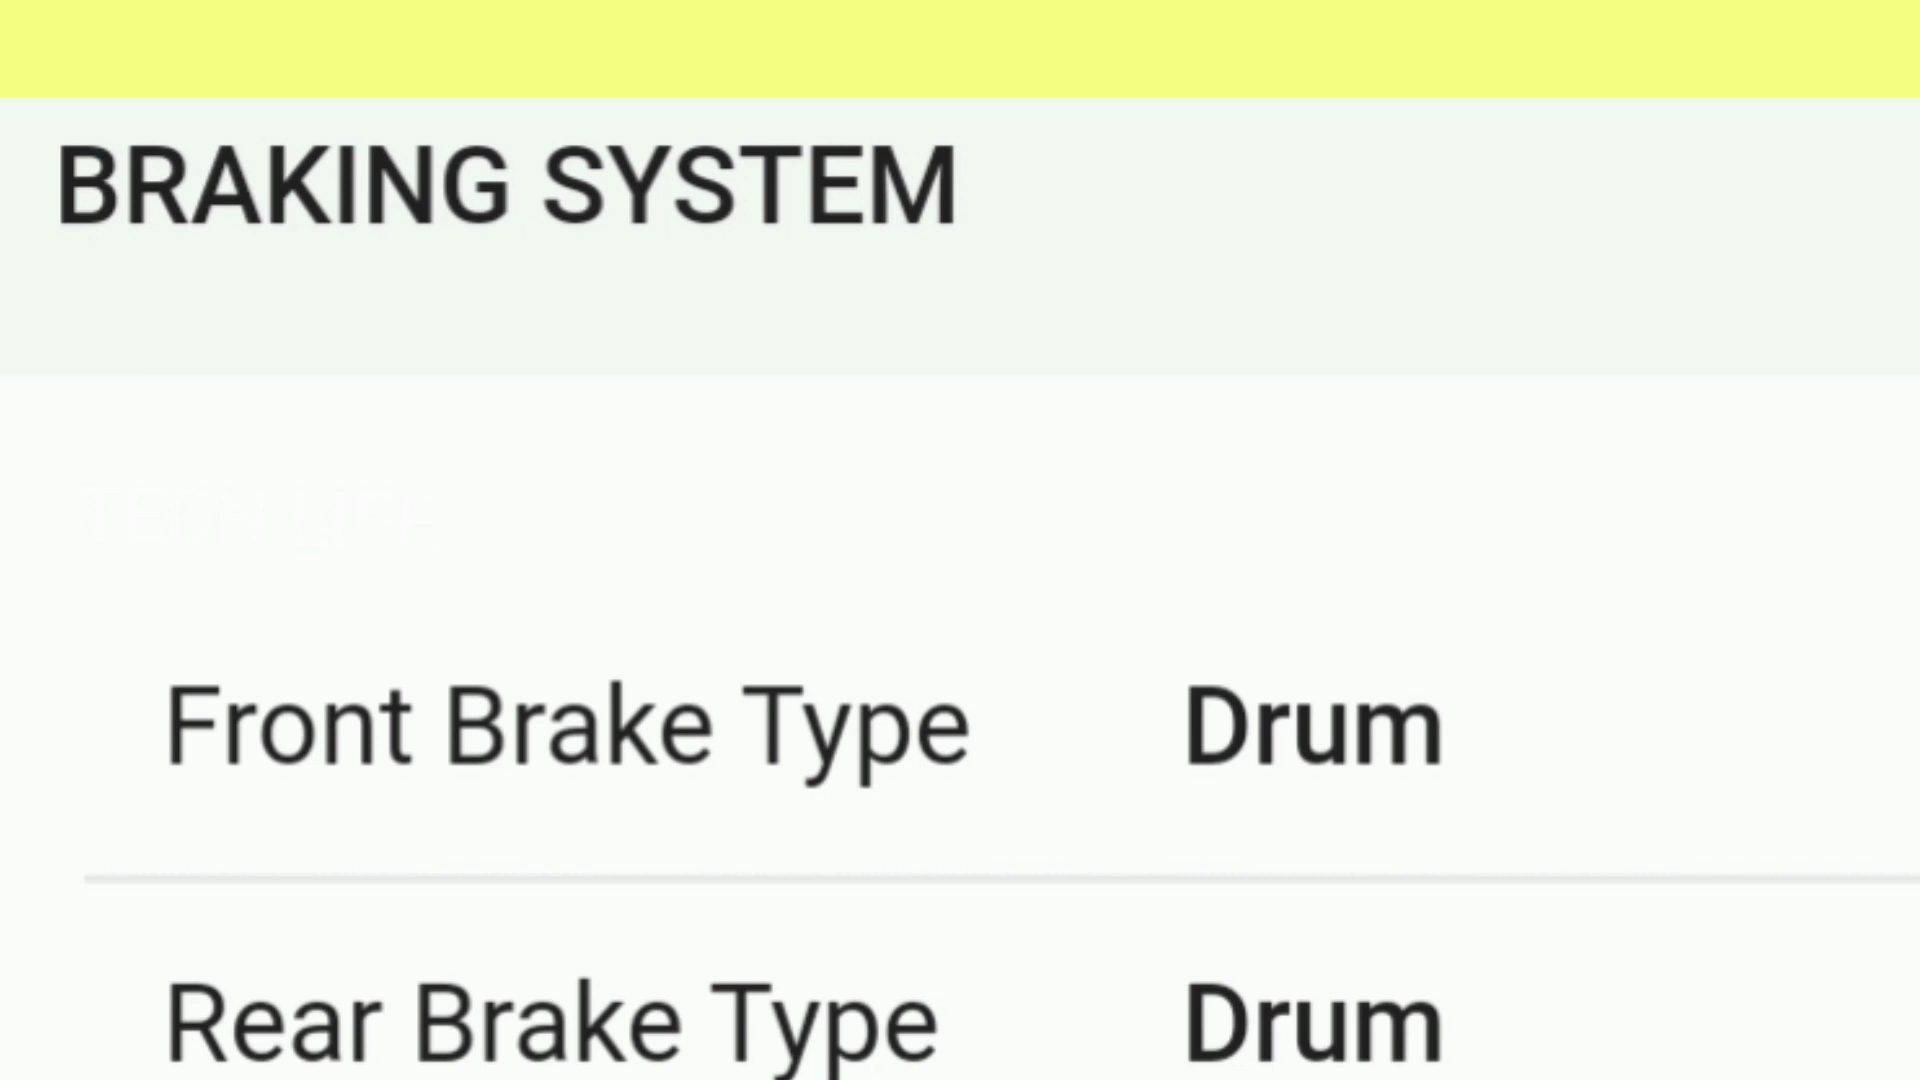 BRAKING SYSTEM
Front Brake Type Drum
Rear Brake Type Drum